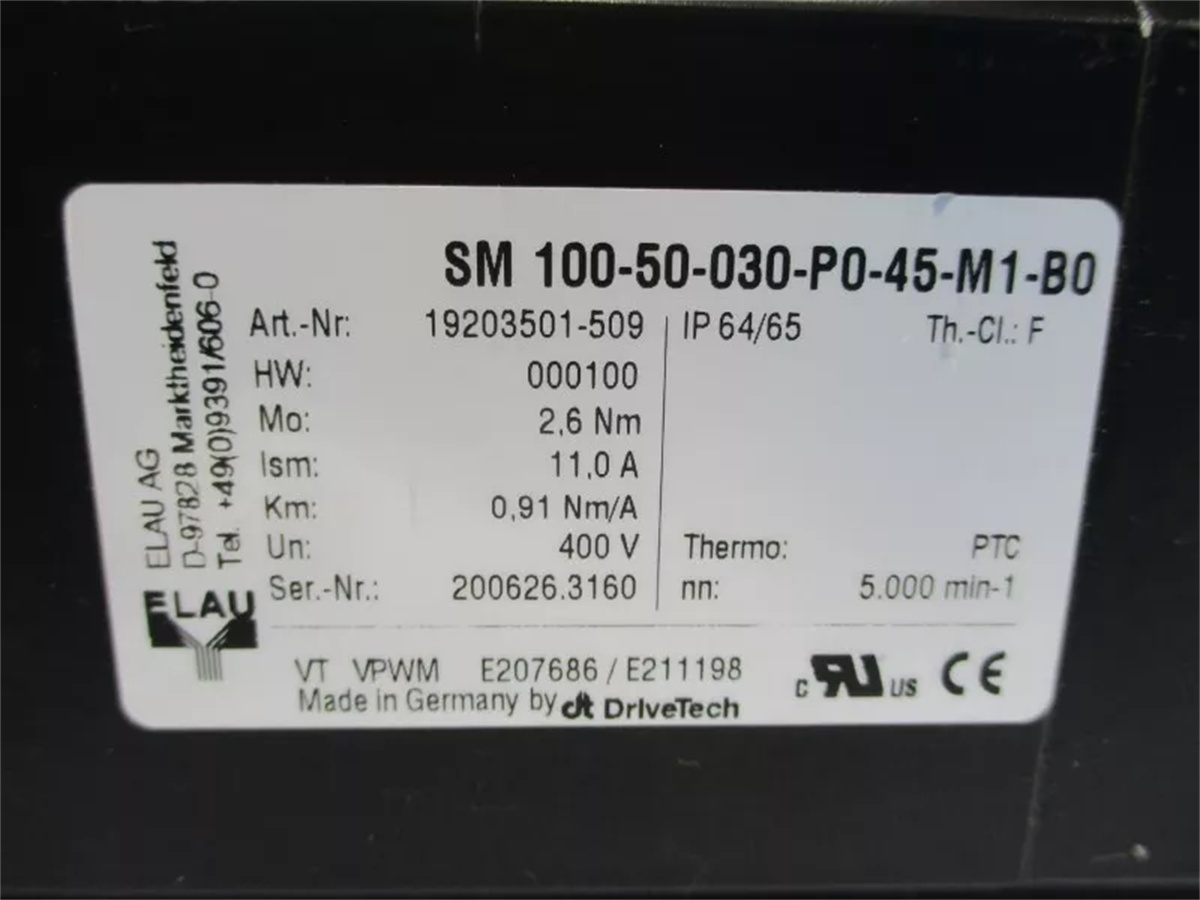 SM 100-50-030-P0-45-M1-B0
Art.-Nr: 19203501-509 IP 64/65 Th.-Cl.: F
HW: 000100
Mo: 2,6 Nm
Ism: 11,0 A
Km: 0,91 Nm/A
Un: 400 V Thermo: PTC
Ser.-Nr.: 200626.3160 nn: 5.000 min-1
VT VPWM E207686 / E211198
Made in Germany by dt DriveTech
c RU US CE
ELAU AG
D-97828 Marktheidenfeld
Tel. +49(0)9391/606-0
ELAU